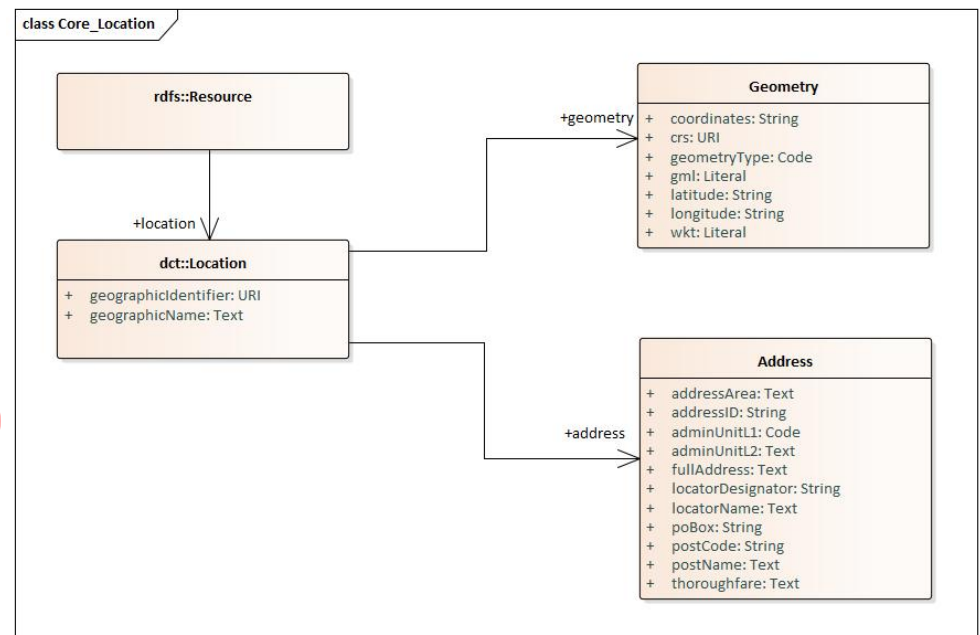 class Core_Location
rdfs::Resource
+location
dct::Location
+ geographicIdentifier: URI
+ geographicName: Text
+geometry
Geometry
+ coordinates: String
+ crs: URI
+ geometryType: Code
+ gml: Literal
+ latitude: String
+ longitude: String
+ wkt: Literal
+address
Address
+ addressArea: Text
+ addressID: String
+ adminUnitL1: Code
+ adminUnitL2: Text
+ fullAddress: Text
+ locatorDesignator: String
+ locatorName: Text
+ poBox: String
+ postCode: String
+ postName: Text
+ thoroughfare: Text